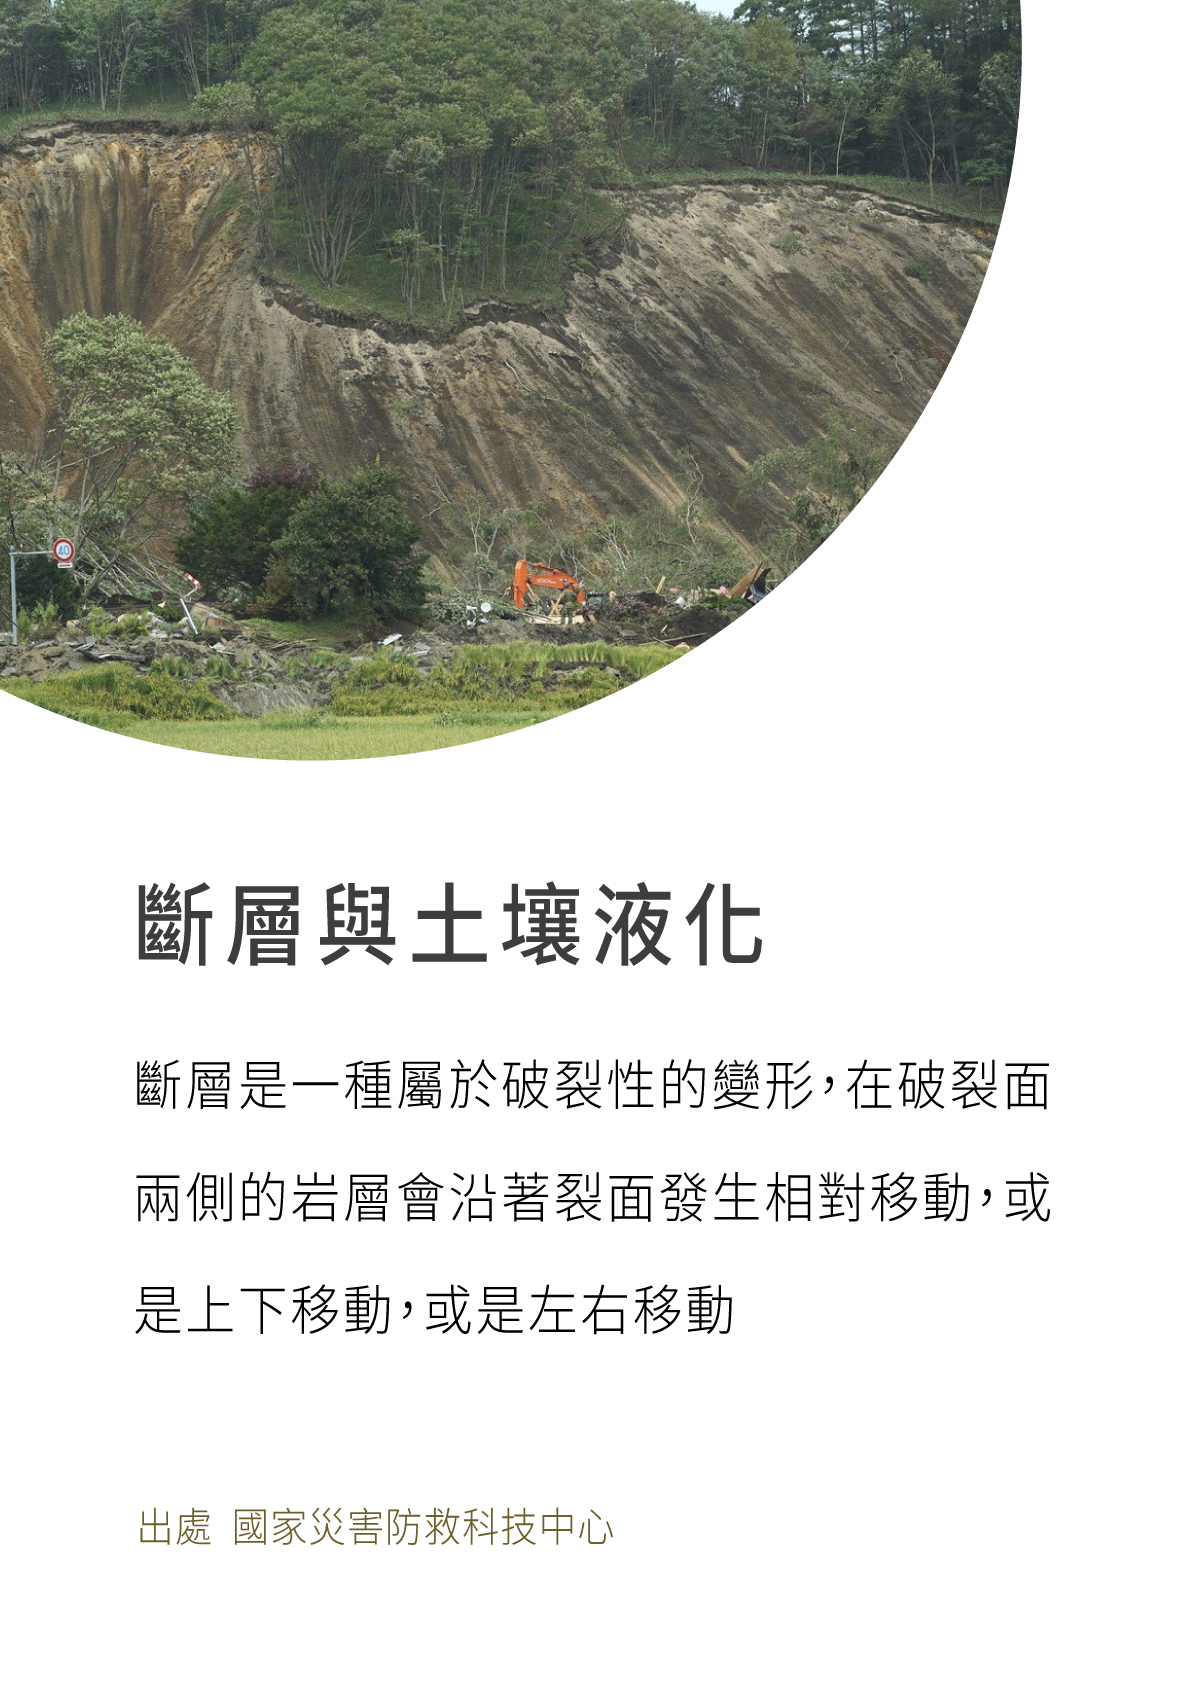 40
斷層與土壤液化
斷層是一種屬於破裂性的變形，在破裂面
兩側的岩層會沿著裂面發生相對移動，或
是上下移動，或是左右移動
出處 國家災害防救科技中心